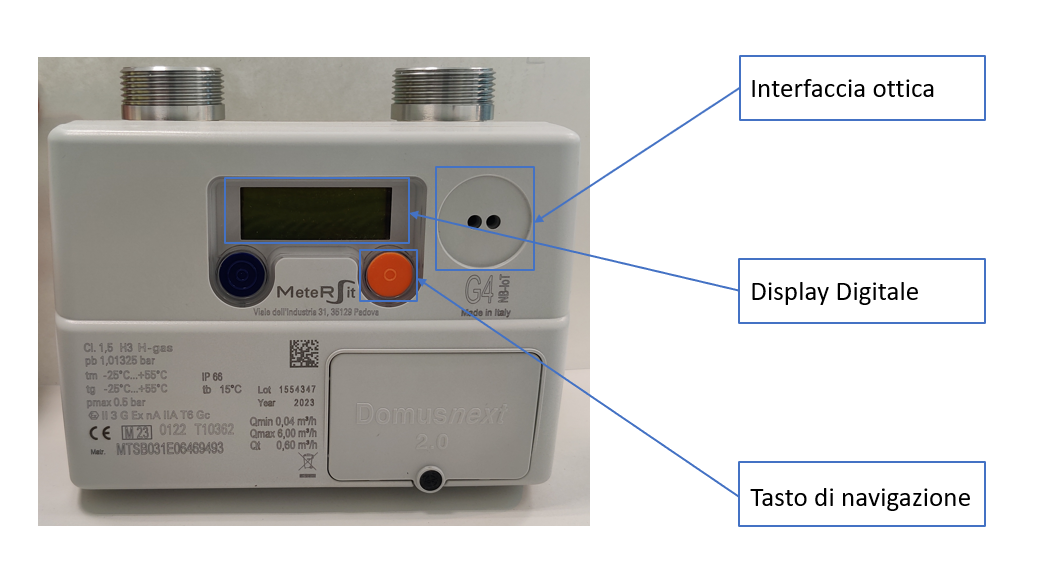 Interfaccia ottica
Display Digitale
Tasto di navigazione
MeteRSit
Viale dell'Industria 31, 35129 Padova
G4
NB-IoT
Made in Italy
Cl. 1,5 H3 H-gas
pb 1,01325 bar
tm -25°C...+55°C
tg -25°C...+55°C
pmax 0.5 bar
II 3 G Ex nA IIA T6 Gc
CE M 23 0122 T10362
Matr. MTSB031E06469493
IP 66
tb 15°C
Lot 1554347
Year 2023
Qmin 0,04 m³/h
Qmax 6,00 m³/h
Qt 0,60 m³/h
Domusnext
2.0